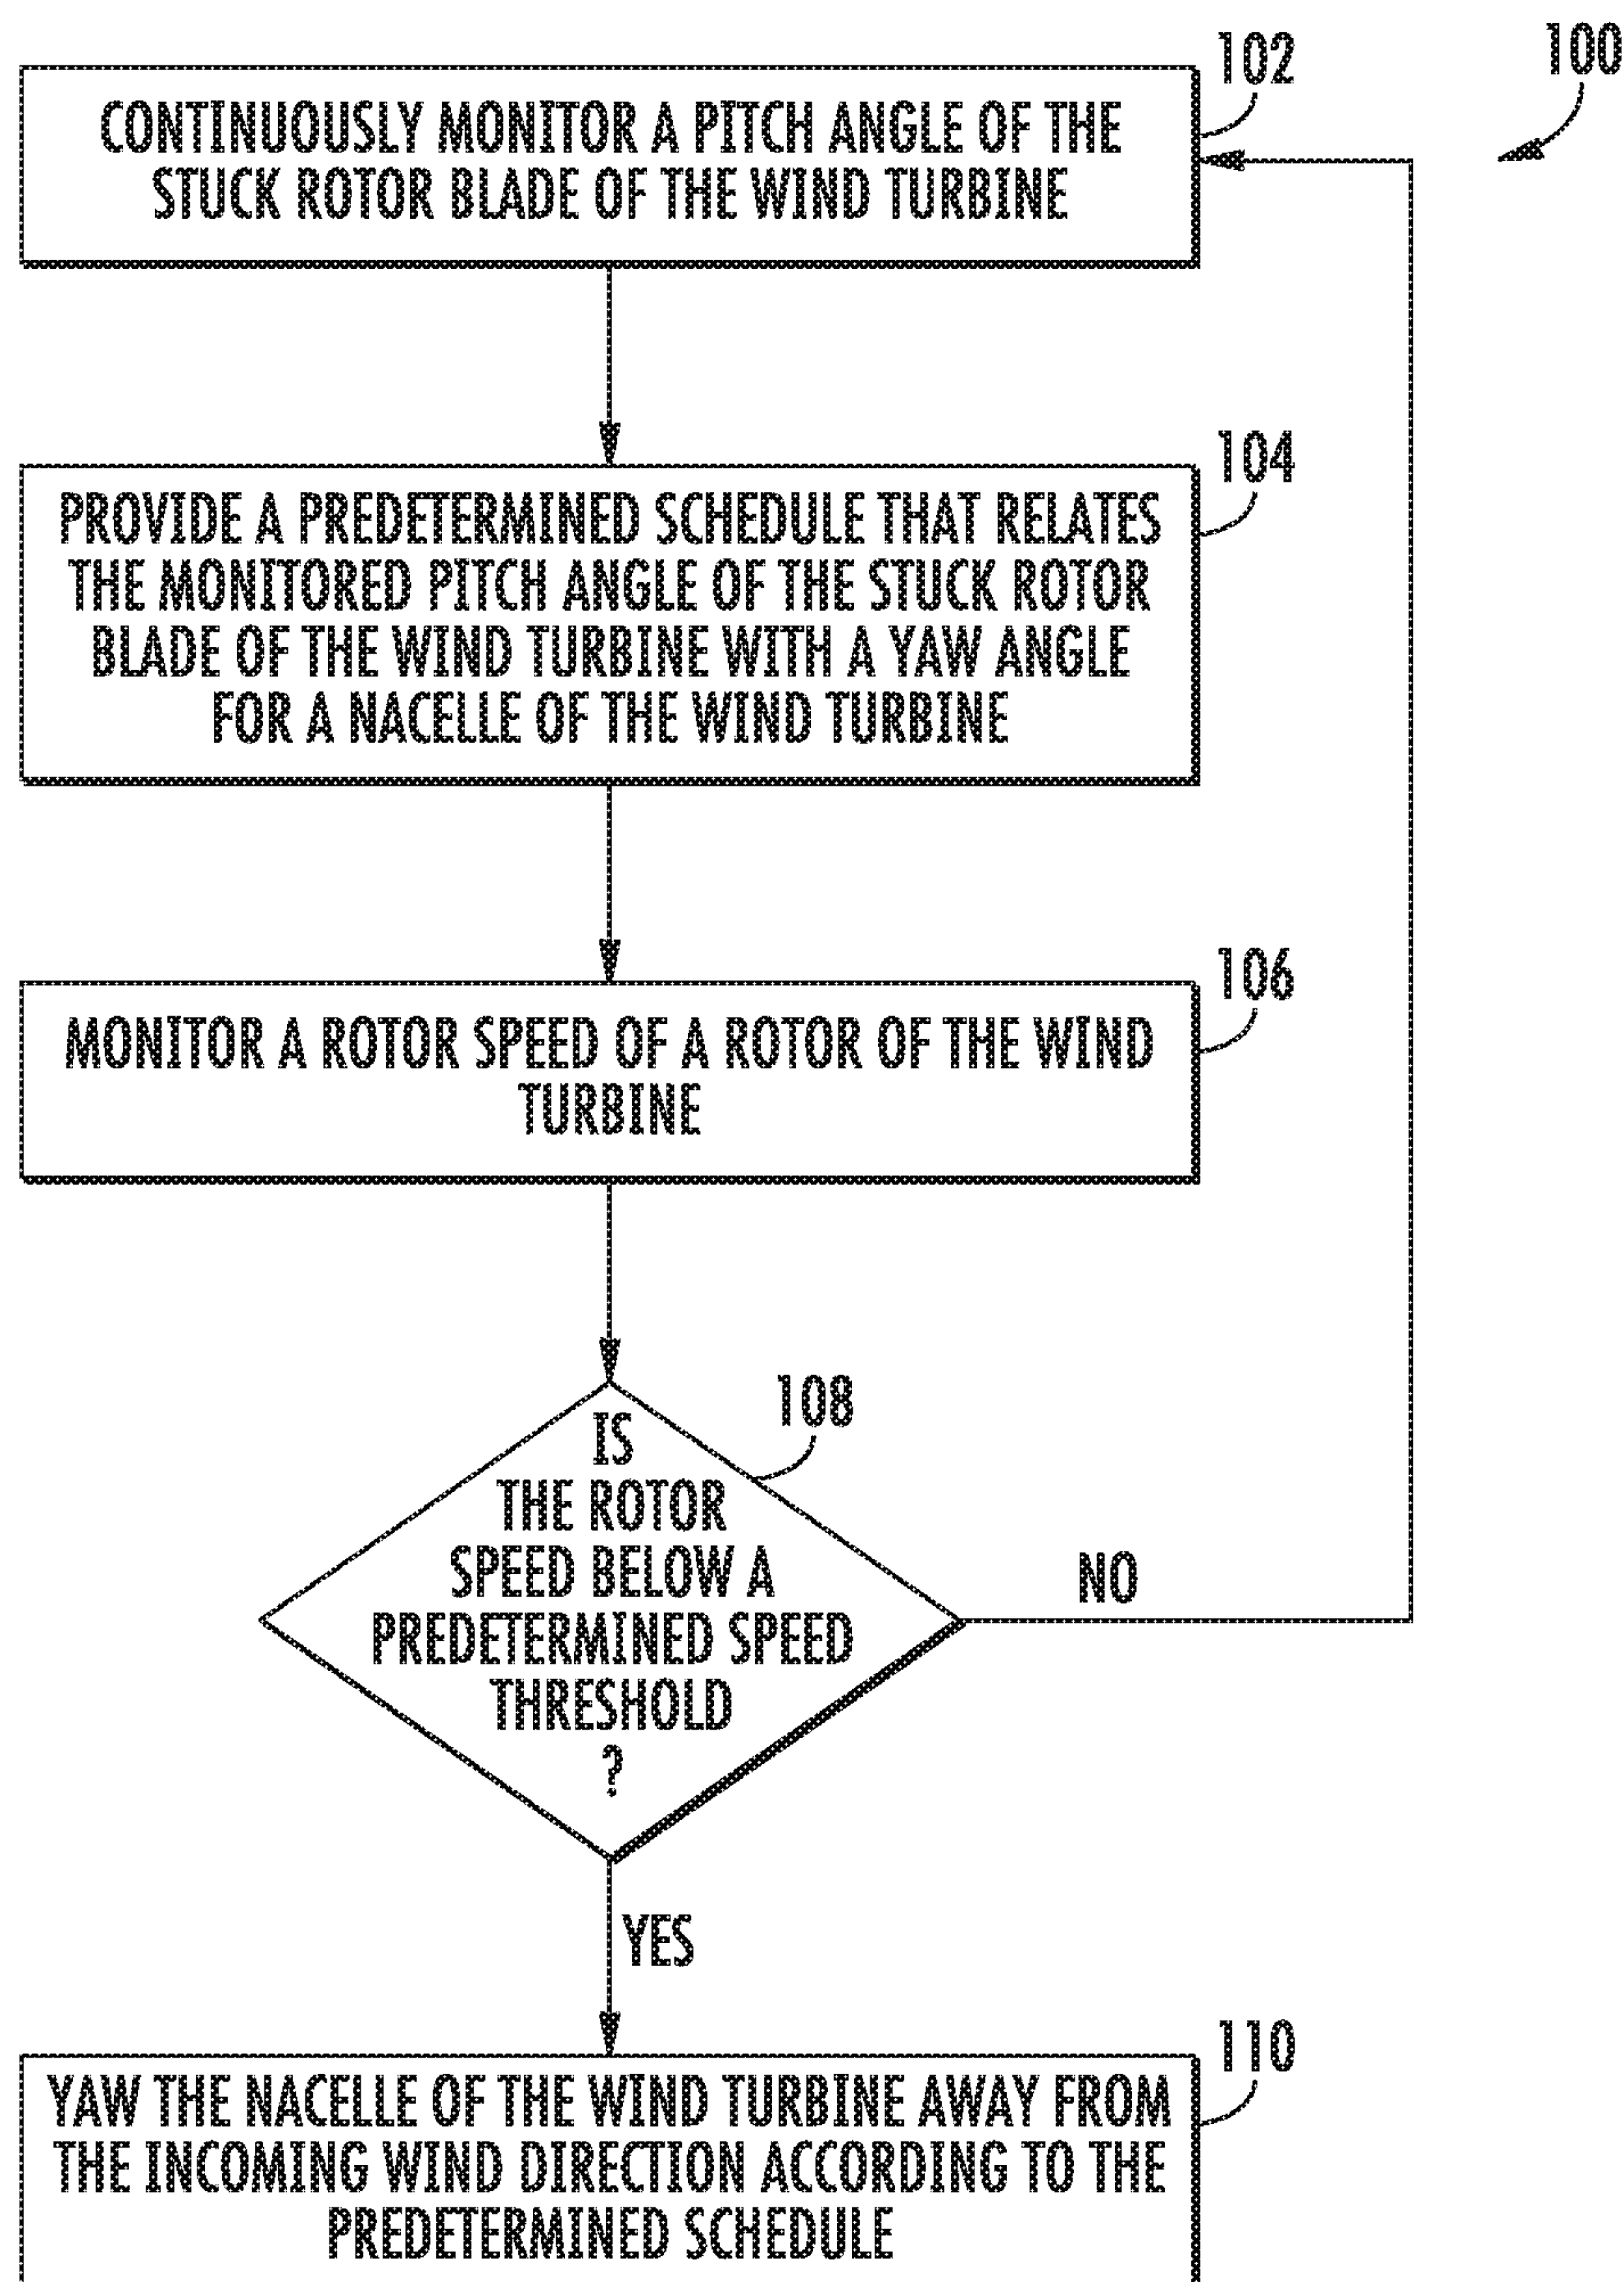 100
102
CONTINUOUSLY MONITOR A PITCH ANGLE OF THE
STUCK ROTOR BLADE OF THE WIND TURBINE
104
PROVIDE A PREDETERMINED SCHEDULE THAT RELATES
THE MONITORED PITCH ANGLE OF THE STUCK ROTOR
BLADE OF THE WIND TURBINE WITH A YAW ANGLE
FOR A NACELLE OF THE WIND TURBINE
106
MONITOR A ROTOR SPEED OF A ROTOR OF THE WIND
TURBINE
108
IS
THE ROTOR
SPEED BELOW A
PREDETERMINED SPEED
THRESHOLD
?
NO
YES
110
YAW THE NACELLE OF THE WIND TURBINE AWAY FROM
THE INCOMING WIND DIRECTION ACCORDING TO THE
PREDETERMINED SCHEDULE